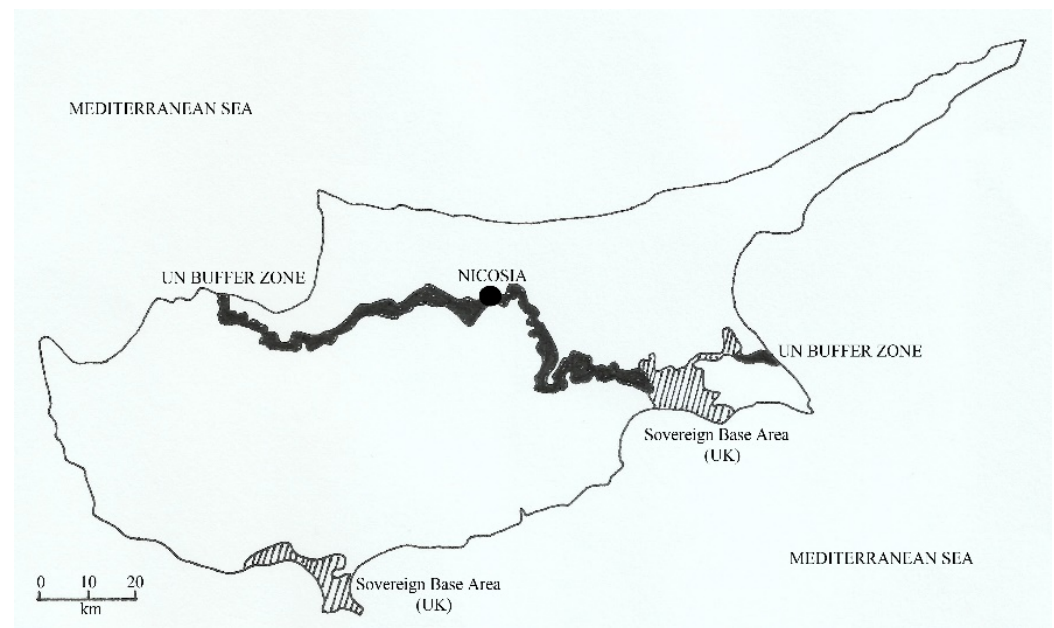 MEDITERRANEAN SEA
UN BUFFER ZONE
NICOSIA
UN BUFFER ZONE
Sovereign Base Area
(UK)
MEDITERRANEAN SEA
0 10 20
km
Sovereign Base Area
(UK)